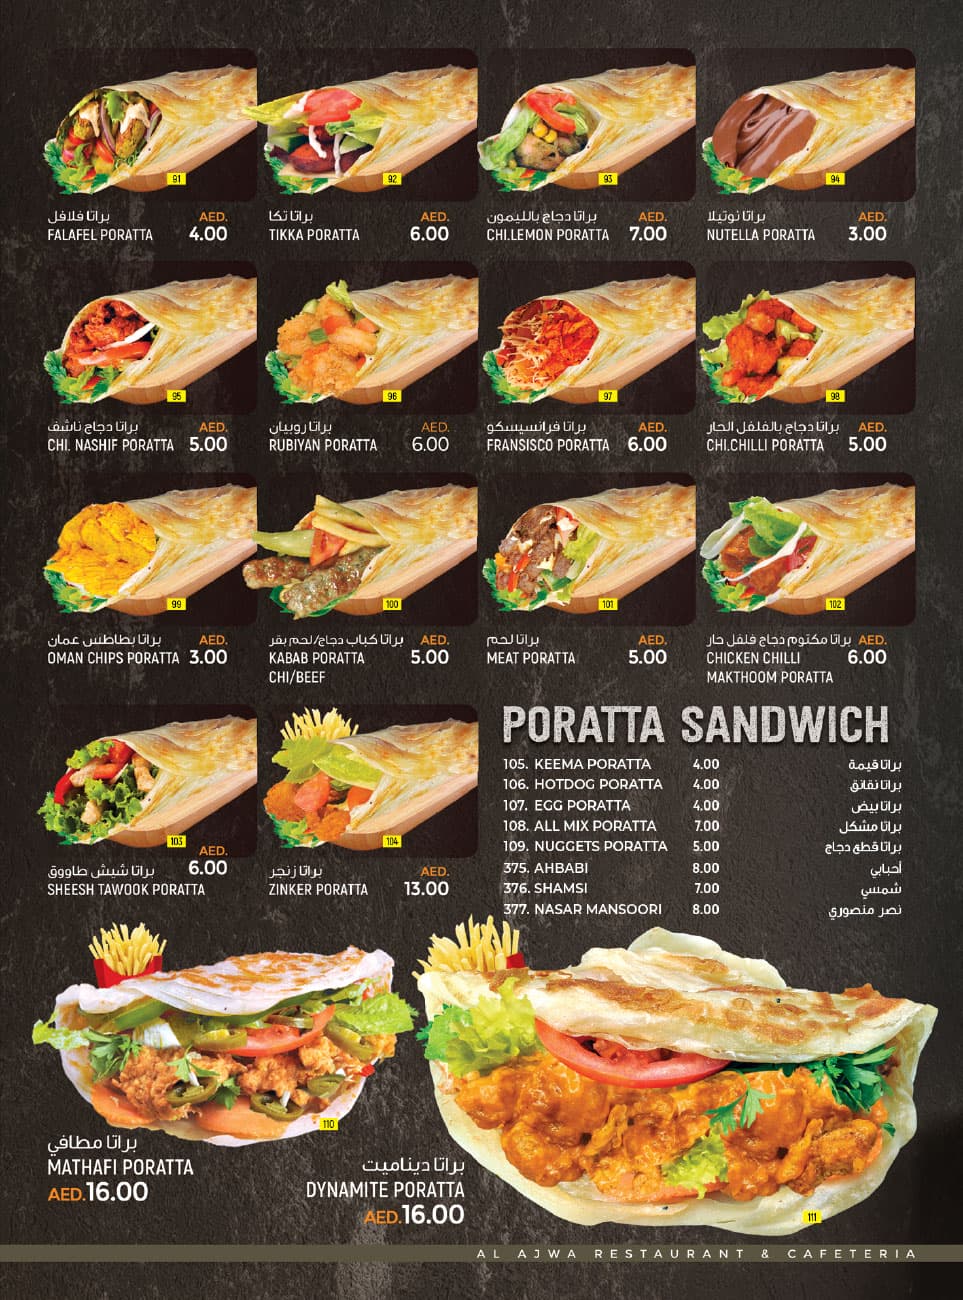 91
92
93
94
براتا فلافل AED.
FALAFEL PORATTA 4.00
براتا تكا AED.
TIKKA PORATTA 6.00
براتا دجاج بالليمون AED.
CHI.LEMON PORATTA 7.00
براتا نوتيلا AED.
NUTELLA PORATTA 3.00
95
96
97
98
براتا دجاج ناشف AED.
CHI. NASHIF PORATTA 5.00
براتا روبيان AED.
RUBIYAN PORATTA 6.00
براتا فرانسيسكو AED.
FRANSISCO PORATTA 6.00
براتا دجاج بالفلفل الحار AED.
CHI.CHILLI PORATTA 5.00
99
100
101
102
براتا بطاطس عمان AED.
OMAN CHIPS PORATTA 3.00
براتا كباب دجاج/لحم بقر AED.
KABAB PORATTA 5.00
CHI/BEEF
براتا لحم AED.
MEAT PORATTA 5.00
براتا مكتوم دجاج فلفل حار AED.
CHICKEN CHILLI 6.00
MAKTHOOM PORATTA
103
104
براتا شيش طاووق AED. 6.00
SHEESH TAWOOK PORATTA
براتا زنجر AED.
ZINKER PORATTA 13.00
PORATTA SANDWICH
105. KEEMA PORATTA 4.00 براتا قيمة
106. HOTDOG PORATTA 4.00 براتا نقانق
107. EGG PORATTA 4.00 براتا بيض
108. ALL MIX PORATTA 7.00 براتا مشكل
109. NUGGETS PORATTA 5.00 براتا قطع دجاج
375. AHBABI 8.00 أحبابي
376. SHAMSI 7.00 شمسي
377. NASAR MANSOORI 8.00 نصر منصوري
110
براتا مطافي
MATHAFI PORATTA
AED.16.00
براتا ديناميت
DYNAMITE PORATTA
AED.16.00
111
AL AJWA RESTAURANT & CAFETERIA